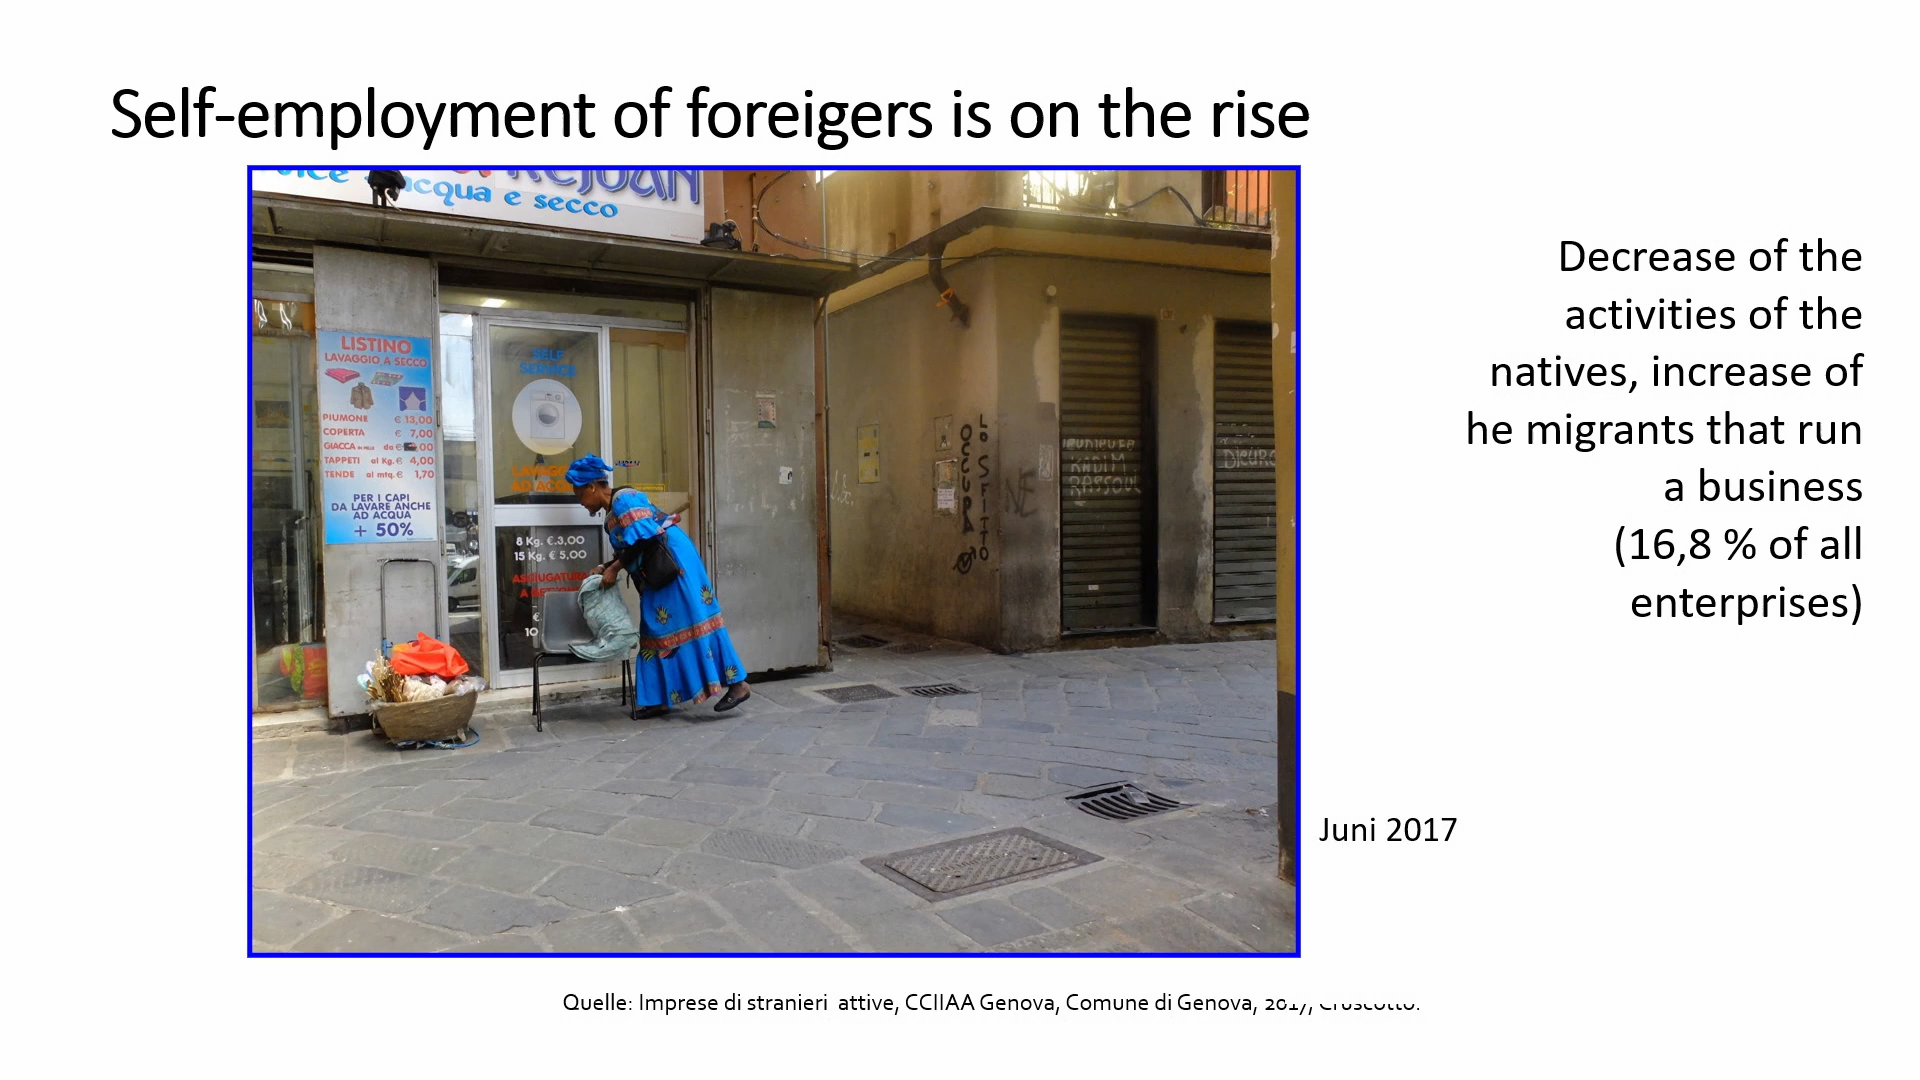 Self-employment of foreigers is on the rise
acqua e secco
LISTINO
LAVAGGIO A SECCO
PIUMONE € 13,00
COPERTA € 7,00
GIACCA
TAPPETI al Kg. € 4,00
TENDE al mtq. € 1,70
PER I CAPI
DA LAVARE ANCHE
AD ACQUA
+ 50%
SELF
SERVICE
8 Kg. €.3,00
15 Kg. € 5,00
OCCUPA
LO SFITTO
KADIM
RASSOUL
Decrease of the
activities of the
natives, increase of
he migrants that run
a business
(16,8 % of all
enterprises)
Juni 2017
Quelle: Imprese di stranieri attive, CCIIAA Genova, Comune di Genova, 2017, Cruscotto.